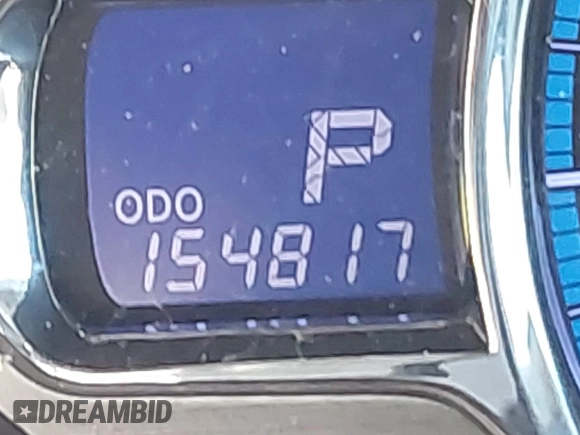 P
ODO
154817
DREAMBID